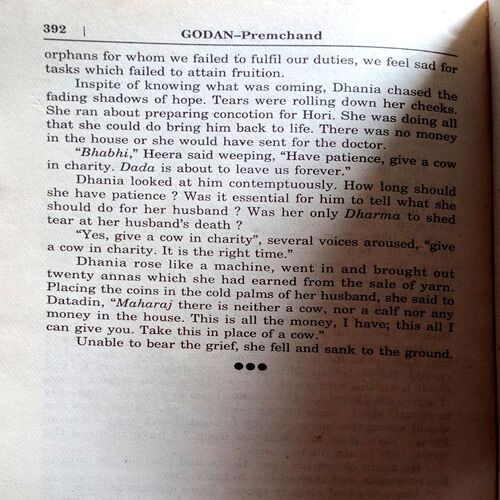 392 | GODAN–Premchand
orphans for whom we failed to fulfil our duties, we feel sad for
tasks which failed to attain fruition.
Inspite of knowing what was coming, Dhania chased the
fading shadows of hope. Tears were rolling down her cheeks.
She ran about preparing concotion for Hori. She was doing all
that she could do bring him back to life. There was no money
in the house or she would have sent for the doctor.
"Bhabhi," Heera said weeping, "Have patience, give a cow
in charity. Dada is about to leave us forever."
Dhania looked at him contemptuously. How long should
she have patience ? Was it essential for him to tell what she
should do for her husband ? Was her only Dharma to shed
tear at her husband's death ?
"Yes, give a cow in charity", several voices aroused, "give
a cow in charity. It is the right time."
Dhania rose like a machine, went in and brought out
twenty annas which she had earned from the sale of yarn.
Placing the coins in the cold palms of her husband, she said to
Datadin, "Maharaj there is neither a cow, nor a calf nor any
money in the house. This is all the money, I have; this all I
can give you. Take this in place of a cow."
Unable to bear the grief, she fell and sank to the ground.
●●●